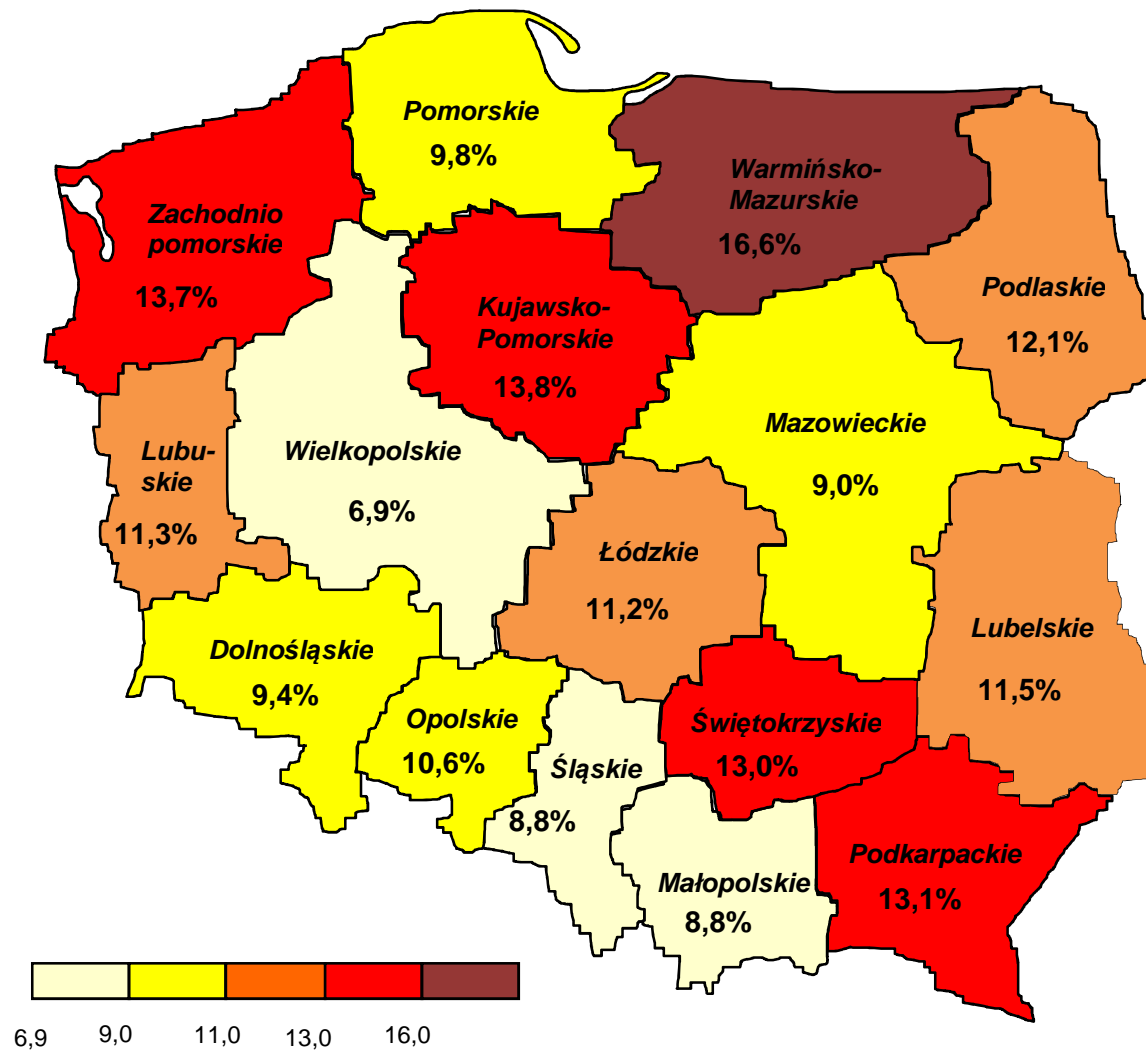 Pomorskie
9,8%
Warmińsko-
Mazurskie
16,6%
Zachodnio
pomorskie
13,7%
Podlaskie
12,1%
Kujawsko-
Pomorskie
13,8%
Mazowieckie
9,0%
Lubu-
skie
11,3%
Wielkopolskie
6,9%
Łódzkie
11,2%
Lubelskie
11,5%
Dolnośląskie
9,4%
Opolskie
10,6%
Śląskie
8,8%
Świętokrzyskie
13,0%
Małopolskie
8,8%
Podkarpackie
13,1%
6,9 9,0 11,0 13,0 16,0